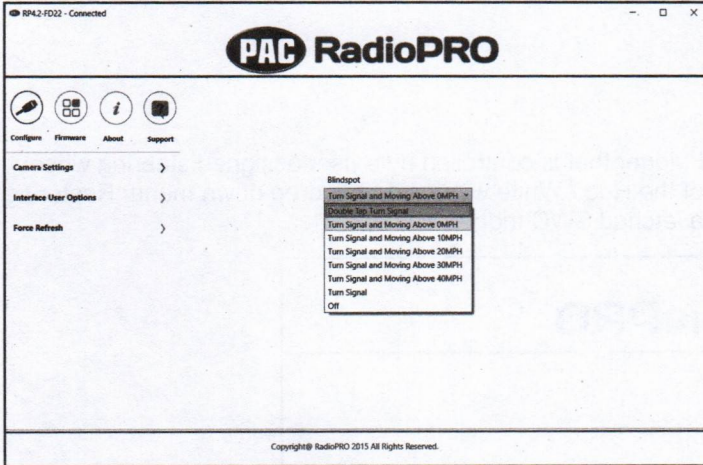 RP4.2-FD22 - Connected
PAC RadioPRO
Configure Firmware About Support
Camera Settings
Interface User Options
Force Refresh
Blindspot
Turn Signal and Moving Above 0MPH
Double Tap Turn Signal
Turn Signal and Moving Above 0MPH
Turn Signal and Moving Above 10MPH
Turn Signal and Moving Above 20MPH
Turn Signal and Moving Above 30MPH
Turn Signal and Moving Above 40MPH
Turn Signal
Off
Copyright@ RadioPRO 2015 All Rights Reserved.